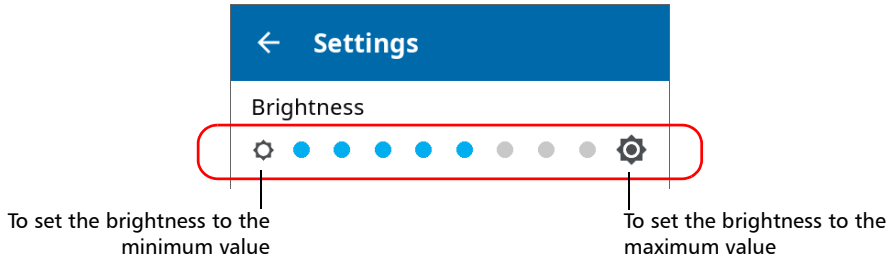 Settings
Brightness
To set the brightness to the
minimum value
To set the brightness to the
maximum value